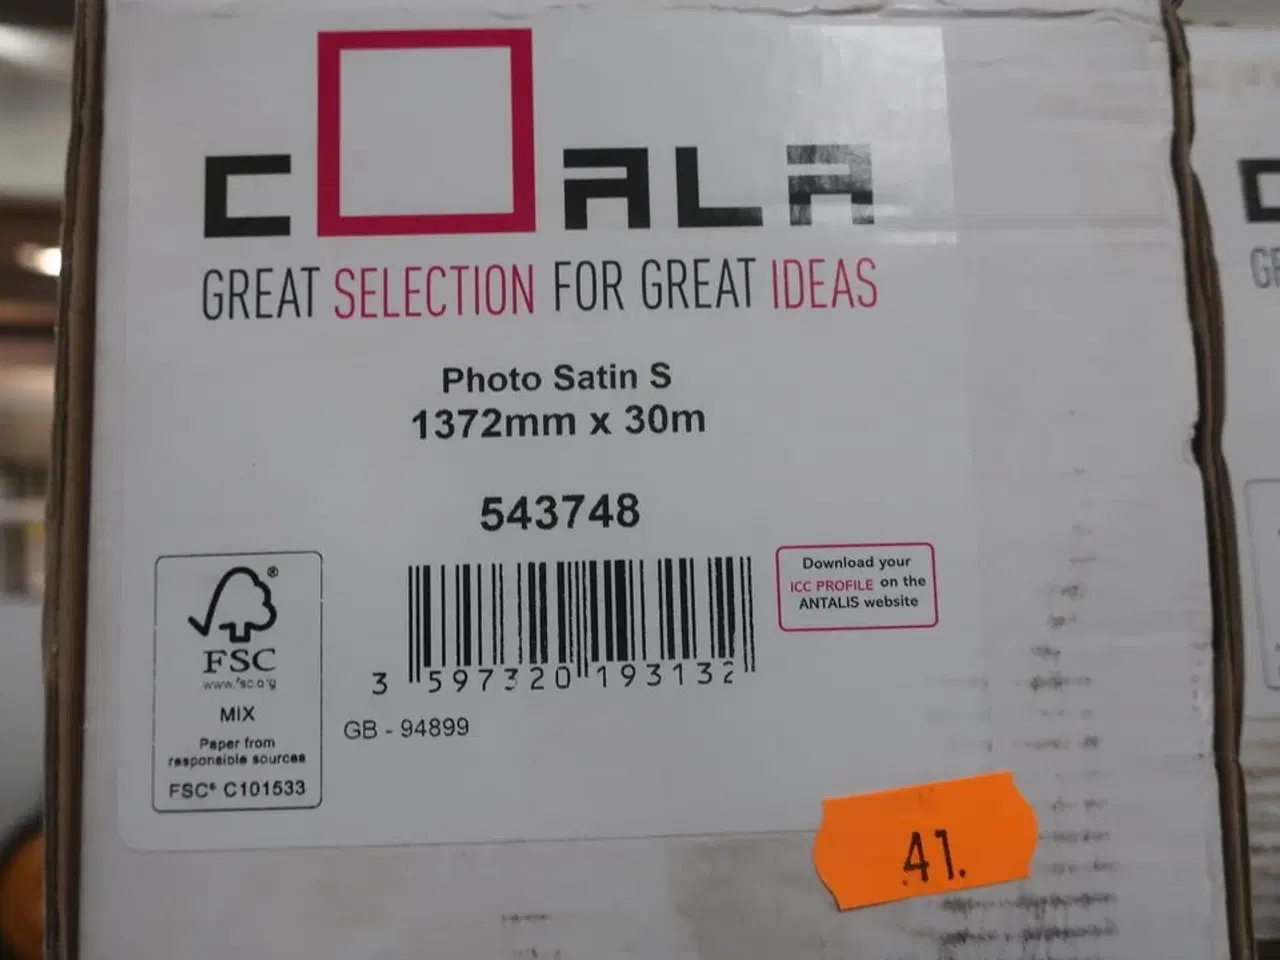 COALA
GREAT SELECTION FOR GREAT IDEAS
Photo Satin S
1372mm x 30m
543748
FSC®
www.fsc.org
MIX
Paper from
responsible sources
FSC® C101533
3 597320 193132
GB - 94899
Download your
ICC PROFILE on the
ANTALIS website
41.